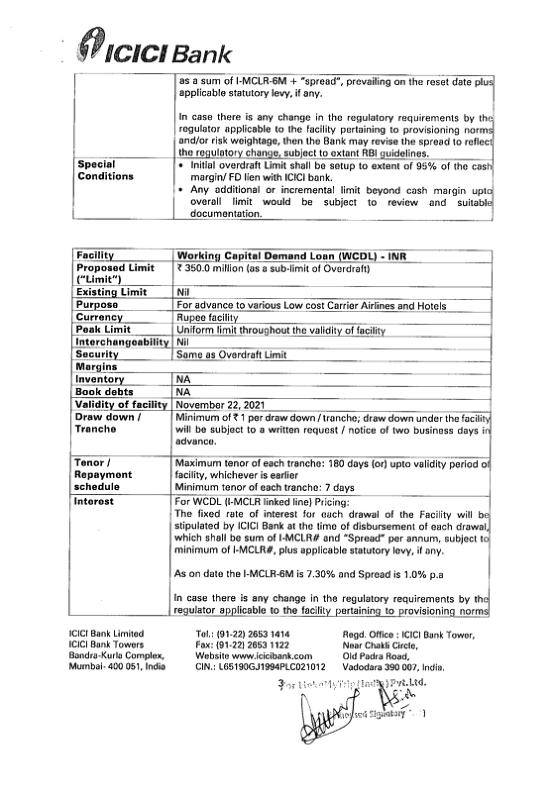 ICICI Bank
as a sum of I-MCLR-6M + "spread", prevailing on the reset date plus
applicable statutory levy, if any.
In case there is any change in the regulatory requirements by the
regulator applicable to the facility pertaining to provisioning norms
and/or risk weightage, then the Bank may revise the spread to reflect
the regulatory change, subject to extant RBI guidelines.
Special • Initial overdraft Limit shall be setup to extent of 95% of the cash
Conditions margin/ FD lien with ICICI bank.
• Any additional or incremental limit beyond cash margin upto
overall limit would be subject to review and suitable
documentation.
Facility Working Capital Demand Loan (WCDL) - INR
Proposed Limit ₹ 350.0 million (as a sub-limit of Overdraft)
("Limit")
Existing Limit Nil
Purpose For advance to various Low cost Carrier Airlines and Hotels
Currency Rupee facility
Peak Limit Uniform limit throughout the validity of facility
Interchangeability Nil
Security Same as Overdraft Limit
Margins
Inventory NA
Book debts NA
Validity of facility November 22, 2021
Draw down / Minimum of ₹ 1 per draw down / tranche; draw down under the facility
Tranche will be subject to a written request / notice of two business days in
advance.
Tenor / Maximum tenor of each tranche: 180 days (or) upto validity period of
Repayment facility, whichever is earlier
schedule Minimum tenor of each tranche: 7 days
Interest For WCDL (I-MCLR linked line) Pricing:
The fixed rate of interest for each drawal of the Facility will be
stipulated by ICICI Bank at the time of disbursement of each drawal,
which shall be sum of I-MCLR# and "Spread" per annum, subject to
minimum of I-MCLR#, plus applicable statutory levy, if any.
As on date the I-MCLR-6M is 7.30% and Spread is 1.0% p.a
In case there is any change in the regulatory requirements by the
regulator applicable to the facility pertaining to provisioning norms
ICICI Bank Limited Tel.: (91-22) 2653 1414 Regd. Office : ICICI Bank Tower,
ICICI Bank Towers Fax: (91-22) 2653 1122 Near Chakli Circle,
Bandra-Kurla Complex, Website www.icicibank.com Old Padra Road,
Mumbai- 400 051, India CIN.: L65190GJ1994PLC021012 Vadodara 390 007, India.
3
For MakeMyTrip (India) Pvt.Ltd.
Signatory